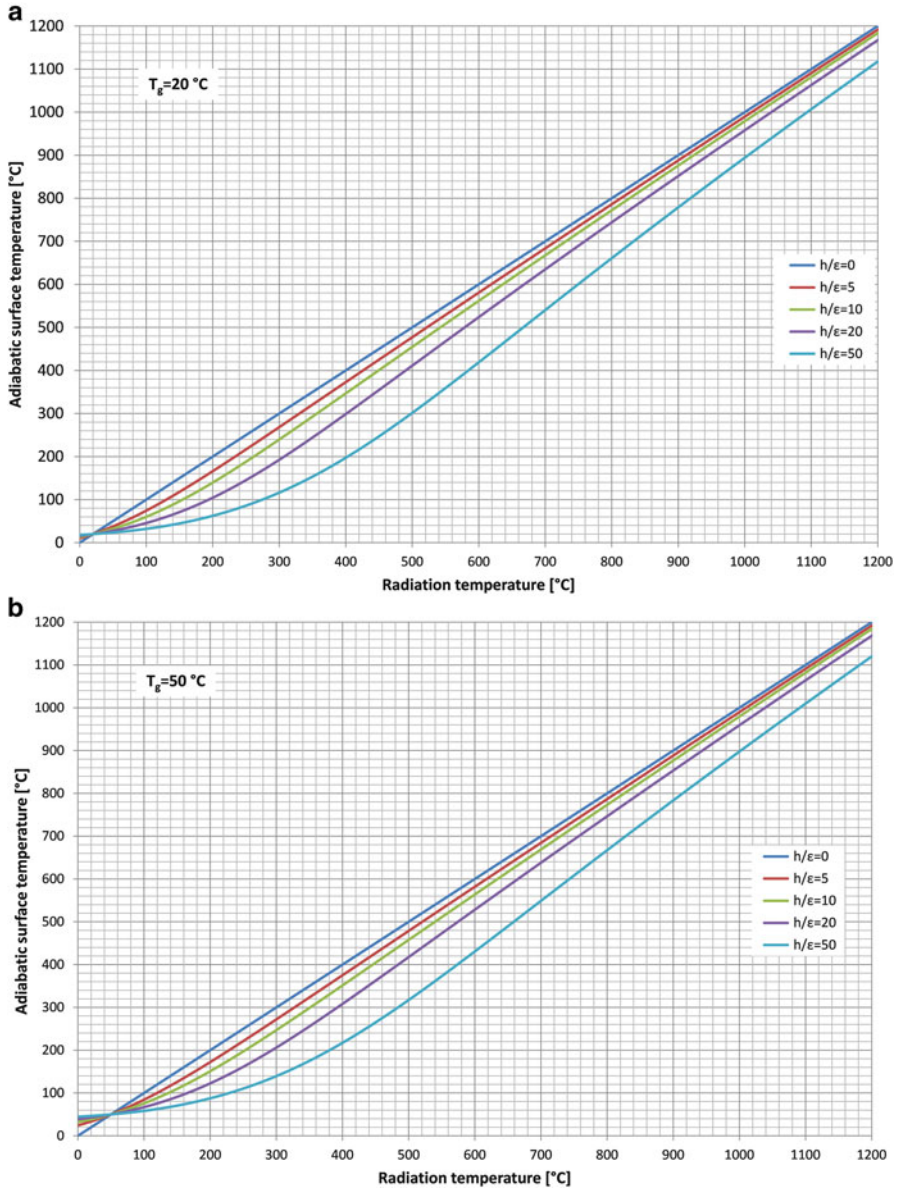 a
1200
1100
1000
900
800
700
600
500
400
300
200
100
0
Adiabatic surface temperature [°C]
T_g=20 °C
h/ε=0
h/ε=5
h/ε=10
h/ε=20
h/ε=50
0 100 200 300 400 500 600 700 800 900 1000 1100 1200
Radiation temperature [°C]
b
1200
1100
1000
900
800
700
600
500
400
300
200
100
0
Adiabatic surface temperature [°C]
T_g=50 °C
h/ε=0
h/ε=5
h/ε=10
h/ε=20
h/ε=50
0 100 200 300 400 500 600 700 800 900 1000 1100 1200
Radiation temperature [°C]